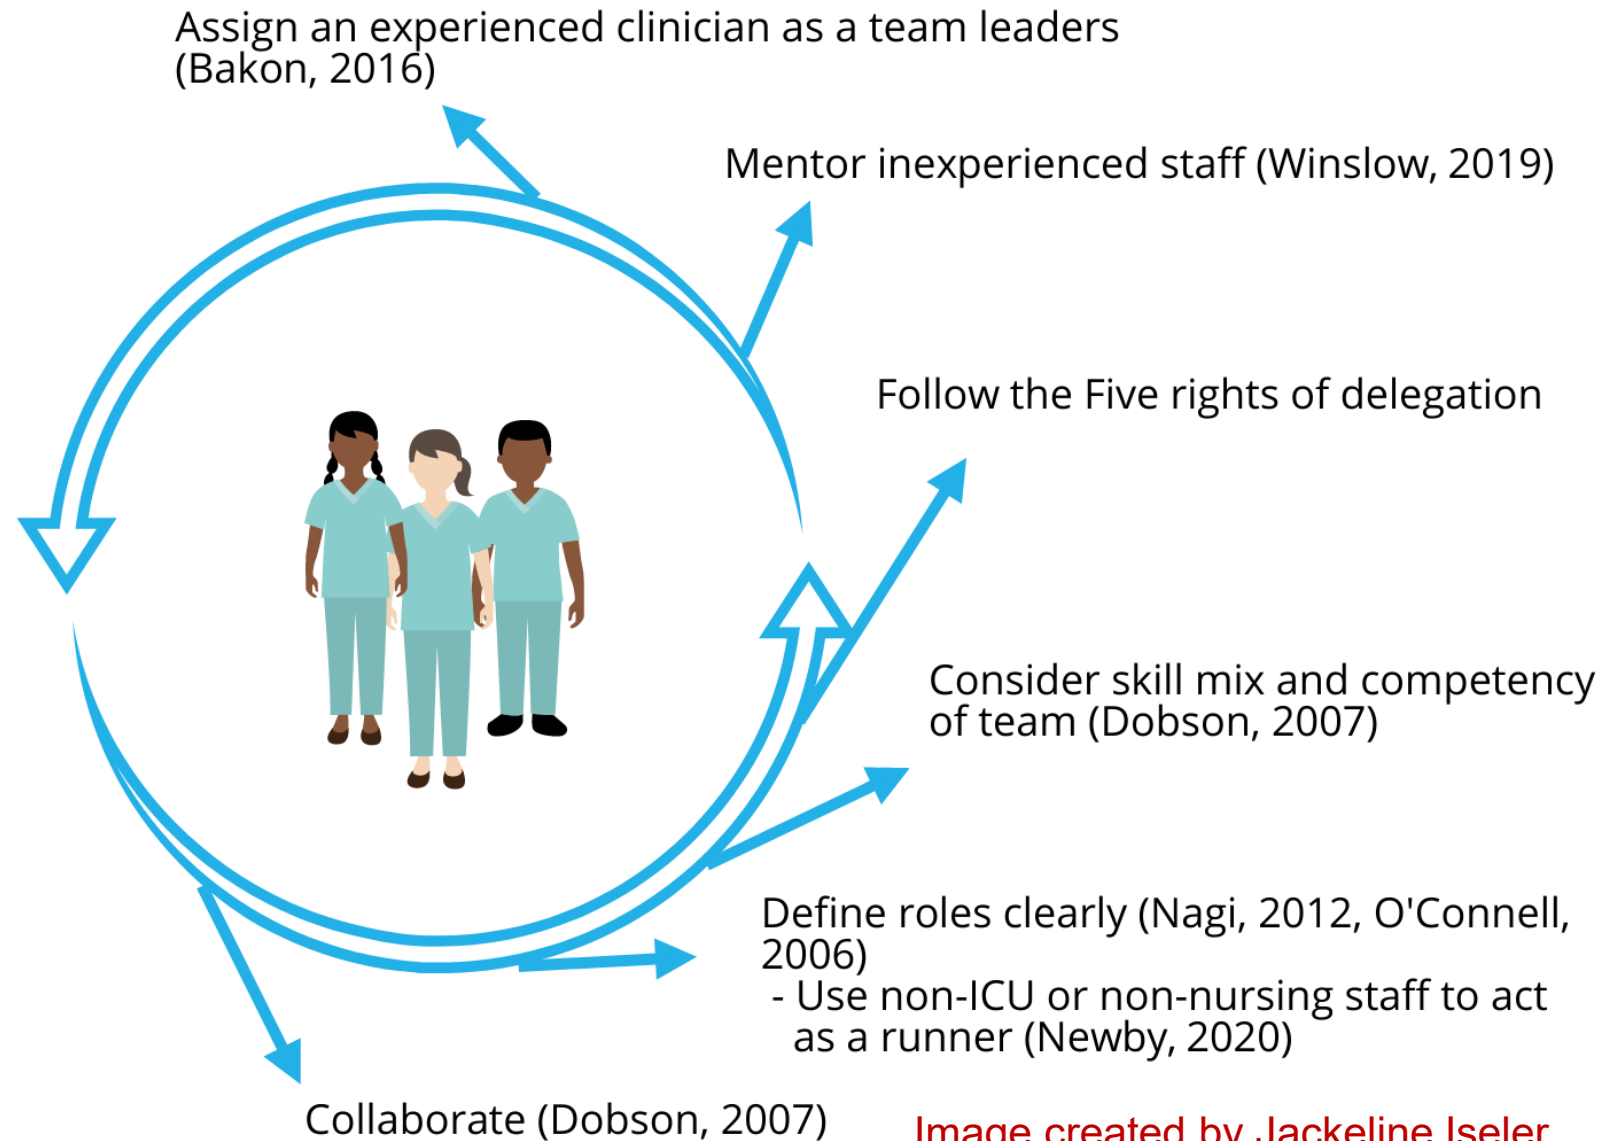 Assign an experienced clinician as a team leaders
(Bakon, 2016)
Mentor inexperienced staff (Winslow, 2019)
Follow the Five rights of delegation
Consider skill mix and competency
of team (Dobson, 2007)
Define roles clearly (Nagi, 2012, O'Connell,
2006)
- Use non-ICU or non-nursing staff to act
as a runner (Newby, 2020)
Collaborate (Dobson, 2007)
Image created by Jackeline Iseler